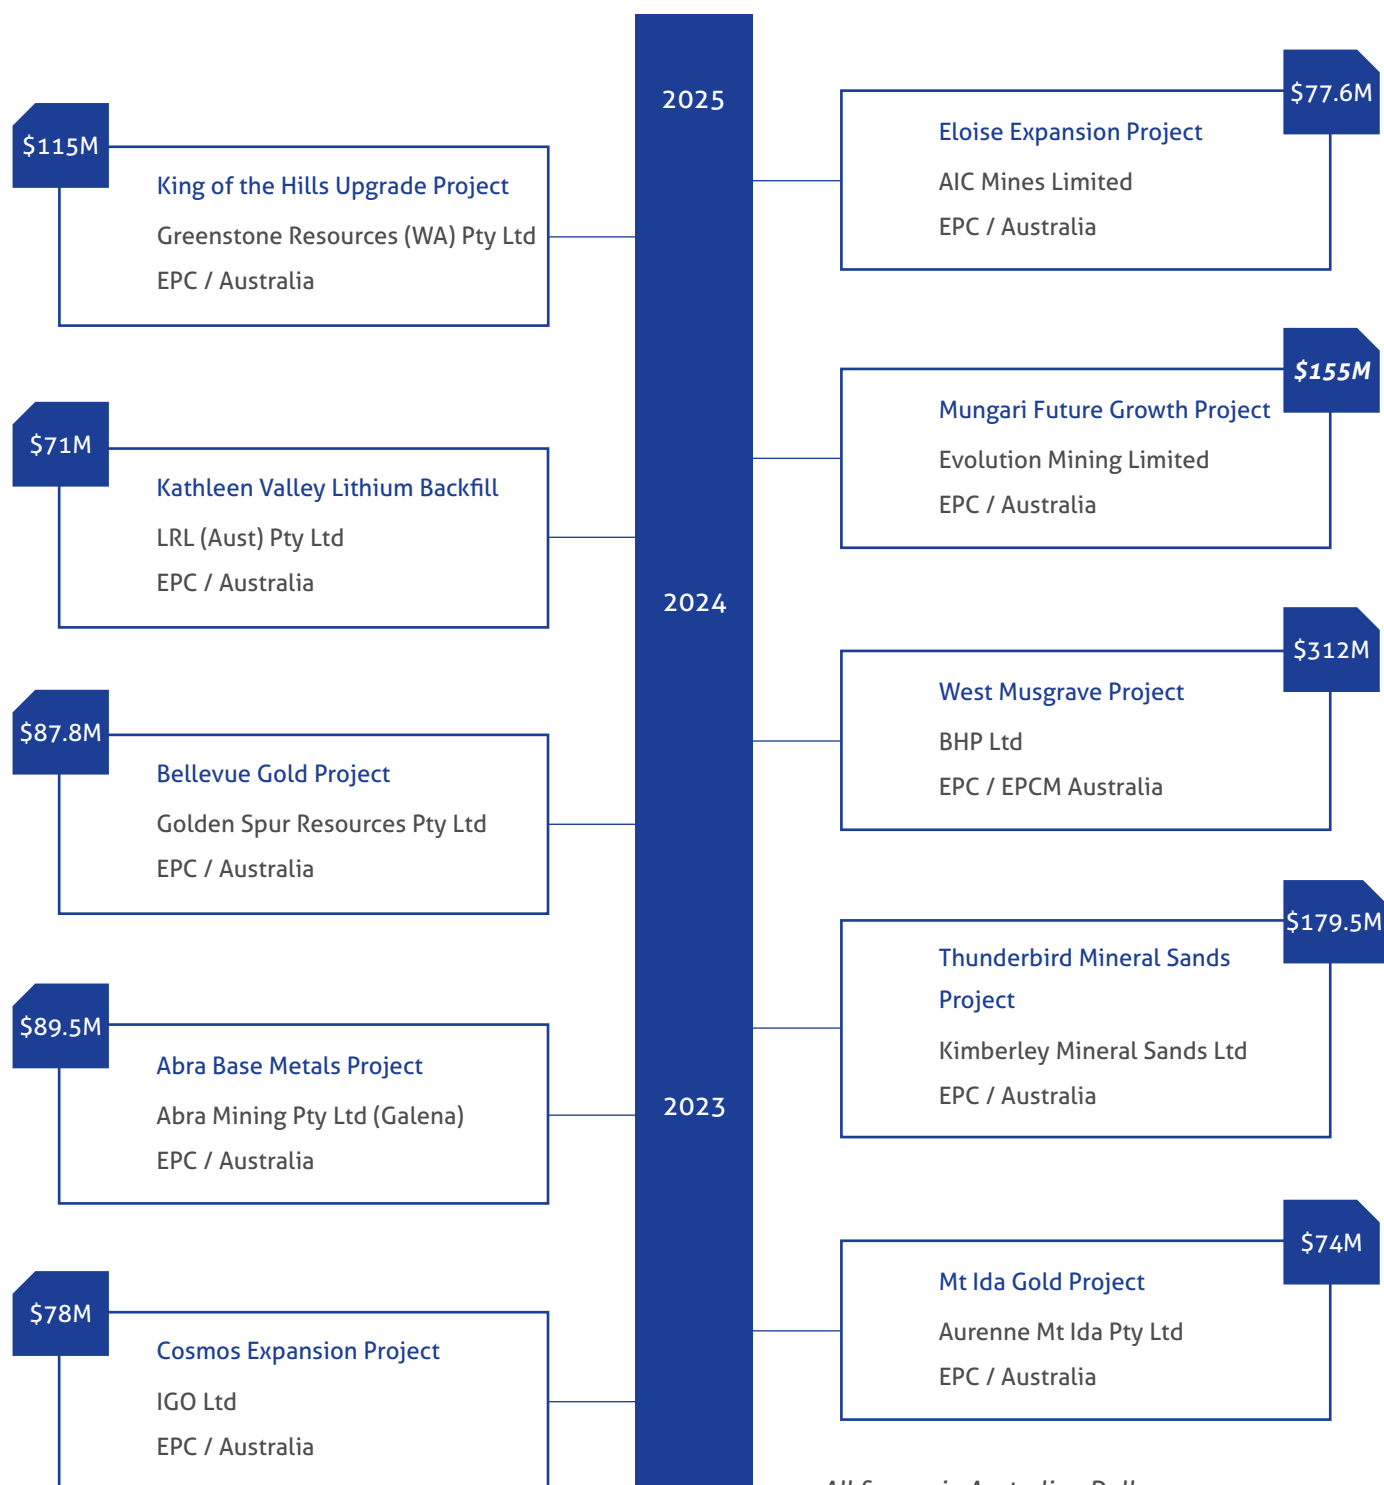 2025
$77.6M
Eloise Expansion Project
AIC Mines Limited
EPC / Australia
$115M
King of the Hills Upgrade Project
Greenstone Resources (WA) Pty Ltd
EPC / Australia
$155M
Mungari Future Growth Project
Evolution Mining Limited
EPC / Australia
$71M
Kathleen Valley Lithium Backfill
LRL (Aust) Pty Ltd
EPC / Australia
2024
$312M
West Musgrave Project
BHP Ltd
EPC / EPCM Australia
$87.8M
Bellevue Gold Project
Golden Spur Resources Pty Ltd
EPC / Australia
$179.5M
Thunderbird Mineral Sands
Project
Kimberley Mineral Sands Ltd
EPC / Australia
$89.5M
Abra Base Metals Project
Abra Mining Pty Ltd (Galena)
EPC / Australia
2023
$74M
Mt Ida Gold Project
Aurenne Mt Ida Pty Ltd
EPC / Australia
$78M
Cosmos Expansion Project
IGO Ltd
EPC / Australia